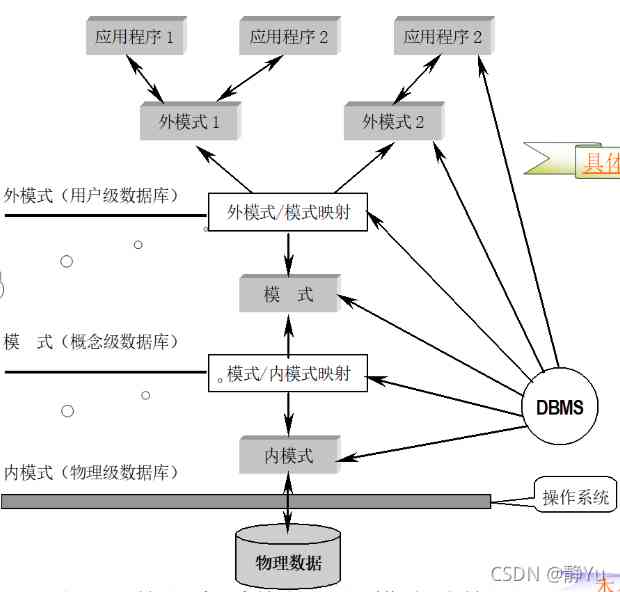 应用程序1
应用程序2
应用程序2
外模式1
外模式2
具体
外模式（用户级数据库）
外模式/模式映射
模 式
模 式（概念级数据库）
模式/内模式映射
DBMS
内模式
内模式（物理级数据库）
操作系统
物理数据
CSDN @静Yu